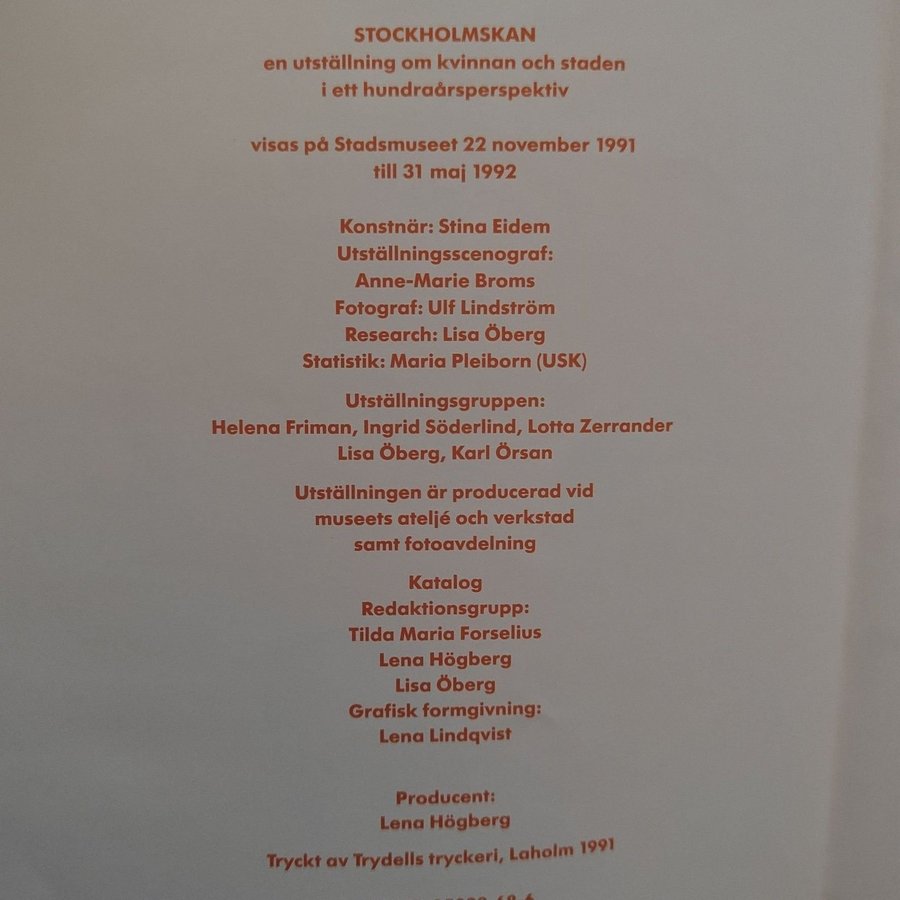 STOCKHOLMSKAN
en utställning om kvinnan och staden
i ett hundraårsperspektiv
visas på Stadsmuseet 22 november 1991
till 31 maj 1992
Konstnär: Stina Eidem
Utställningsscenograf:
Anne-Marie Broms
Fotograf: Ulf Lindström
Research: Lisa Öberg
Statistik: Maria Pleiborn (USK)
Utställningsgruppen:
Helena Friman, Ingrid Söderlind, Lotta Zerrander
Lisa Öberg, Karl Örsan
Utställningen är producerad vid
museets ateljé och verkstad
samt fotoavdelning
Katalog
Redaktionsgrupp:
Tilda Maria Forselius
Lena Högberg
Lisa Öberg
Grafisk formgivning:
Lena Lindqvist
Producent:
Lena Högberg
Tryckt av Trydells tryckeri, Laholm 1991